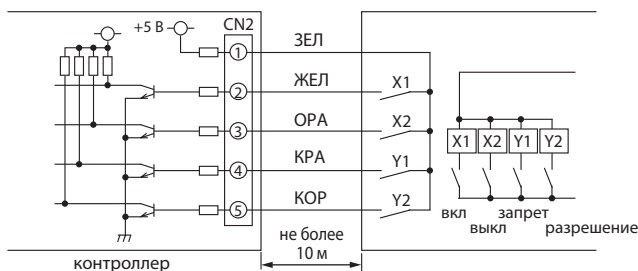 +5 В
CN2
1 ЗЕЛ
2 ЖЕЛ X1
3 ОРА X2
4 КРА Y1
5 КОР Y2
X1 X2 Y1 Y2
вкл запрет
выкл разрешение
не более
10 м
контроллер